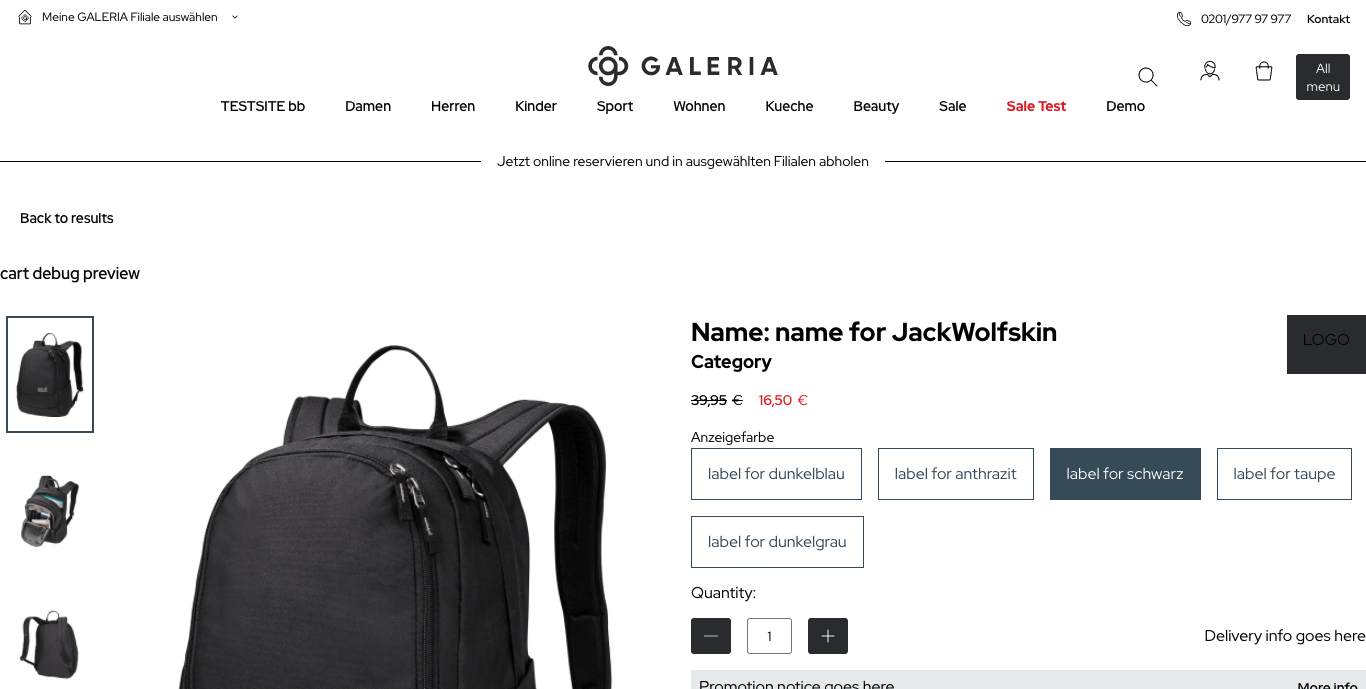 Meine GALERIA Filiale auswählen
0201/977 97 977 Kontakt
GALERIA
All menu
TESTSITE bb Damen Herren Kinder Sport Wohnen Kueche Beauty Sale Sale Test Demo
Jetzt online reservieren und in ausgewählten Filialen abholen
Back to results
cart debug preview
Name: name for JackWolfskin
LOGO
Category
39,95 € 16,50 €
Anzeigefarbe
label for dunkelblau label for anthrazit label for schwarz label for taupe
label for dunkelgrau
Quantity:
1
Delivery info goes here
Promotion notice goes here More info